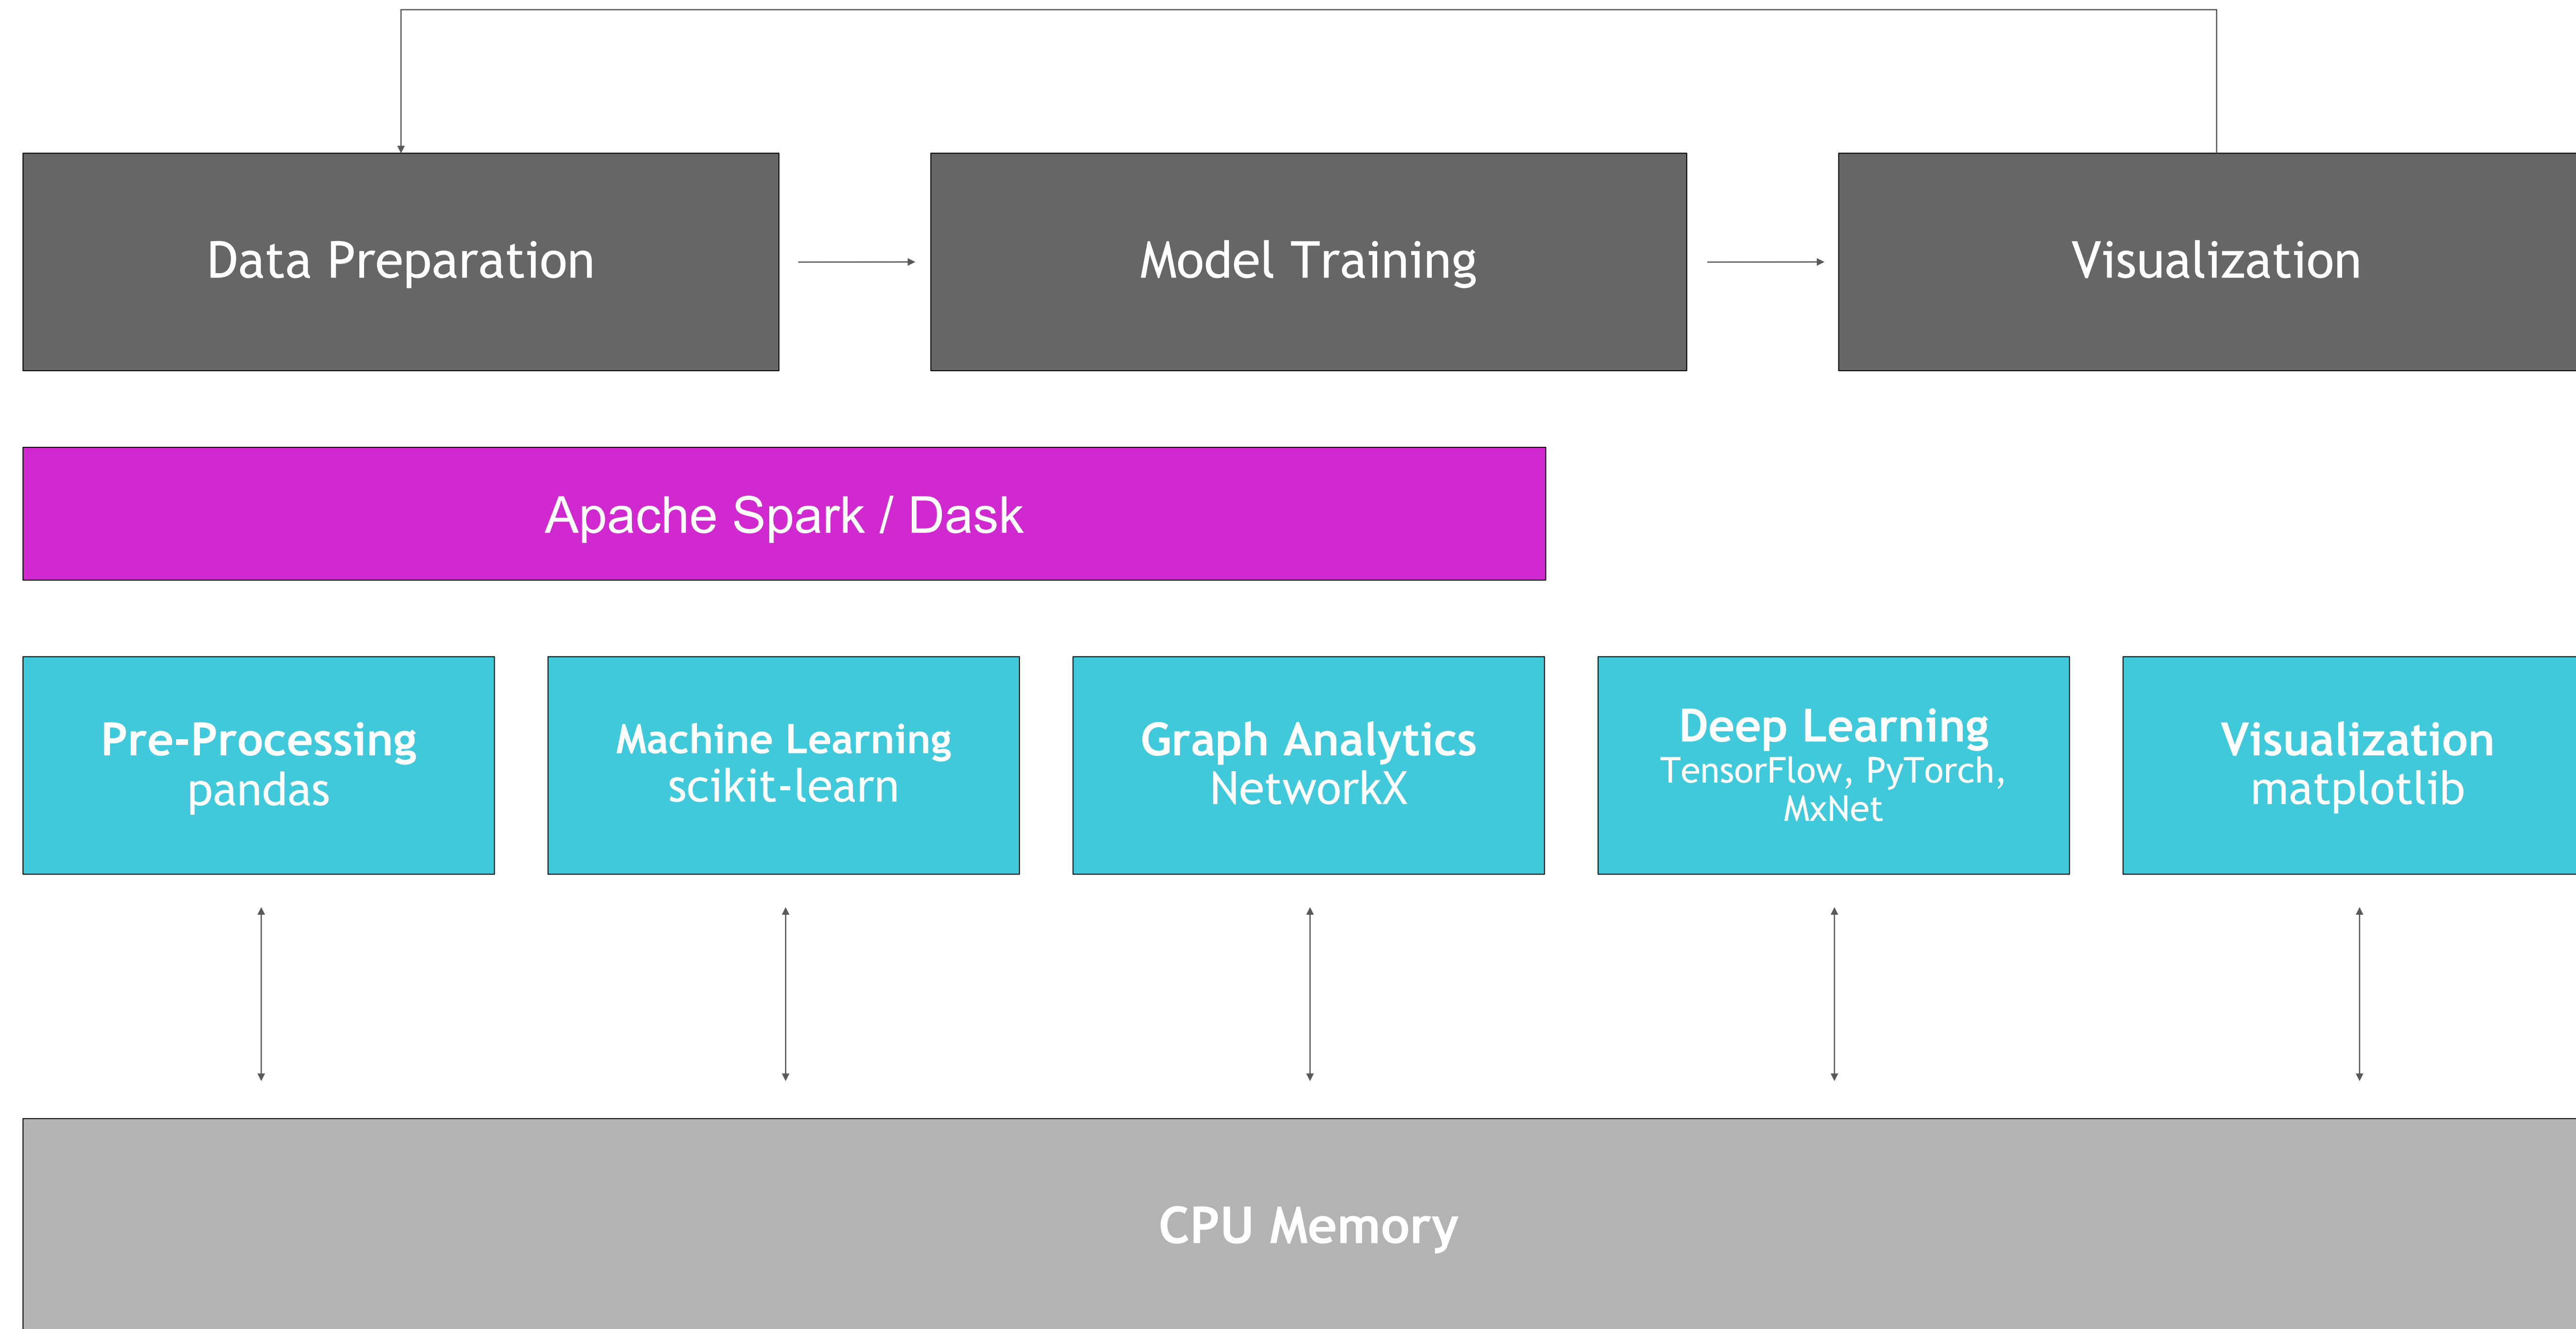 Data Preparation
Model Training
Visualization
Apache Spark / Dask
Pre-Processing
pandas
Machine Learning
scikit-learn
Graph Analytics
NetworkX
Deep Learning
TensorFlow, PyTorch,
MxNet
Visualization
matplotlib
CPU Memory